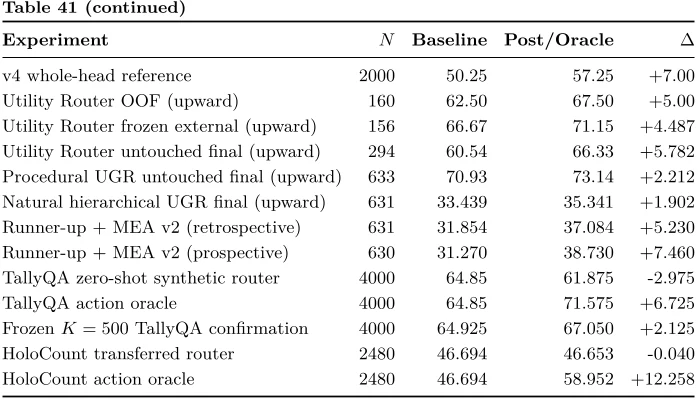 Table 41 (continued)
Experiment N Baseline Post/Oracle Δ
v4 whole-head reference 2000 50.25 57.25 +7.00
Utility Router OOF (upward) 160 62.50 67.50 +5.00
Utility Router frozen external (upward) 156 66.67 71.15 +4.487
Utility Router untouched final (upward) 294 60.54 66.33 +5.782
Procedural UGR untouched final (upward) 633 70.93 73.14 +2.212
Natural hierarchical UGR final (upward) 631 33.439 35.341 +1.902
Runner-up + MEA v2 (retrospective) 631 31.854 37.084 +5.230
Runner-up + MEA v2 (prospective) 630 31.270 38.730 +7.460
TallyQA zero-shot synthetic router 4000 64.85 61.875 -2.975
TallyQA action oracle 4000 64.85 71.575 +6.725
Frozen K = 500 TallyQA confirmation 4000 64.925 67.050 +2.125
HoloCount transferred router 2480 46.694 46.653 -0.040
HoloCount action oracle 2480 46.694 58.952 +12.258